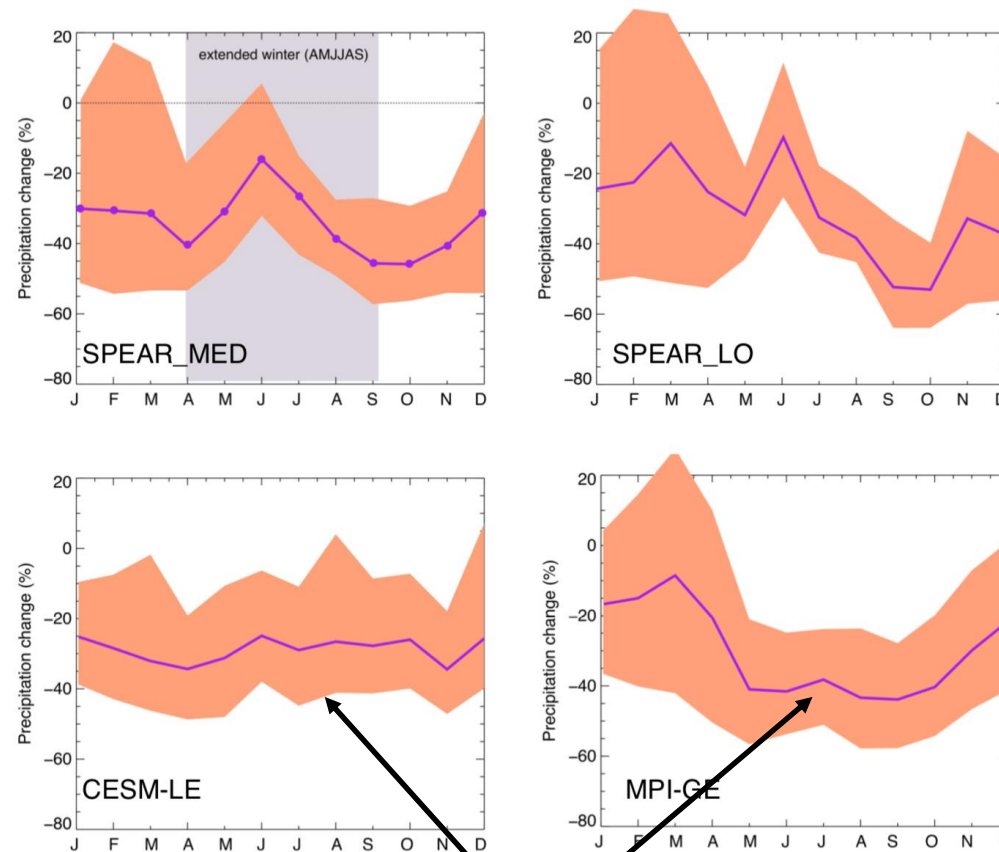 20
0
−20
−40
−60
−80
Precipitation change (%)
extended winter (AMJJAS)
SPEAR_MED
J F M A M J J A S O N D
20
0
−20
−40
−60
−80
Precipitation change (%)
SPEAR_LO
J F M A M J J A S O N
20
0
−20
−40
−60
−80
Precipitation change (%)
CESM-LE
J F M A M J J A S O N D
20
0
−20
−40
−60
−80
Precipitation change (%)
MPI-GE
J F M A M J J A S O N